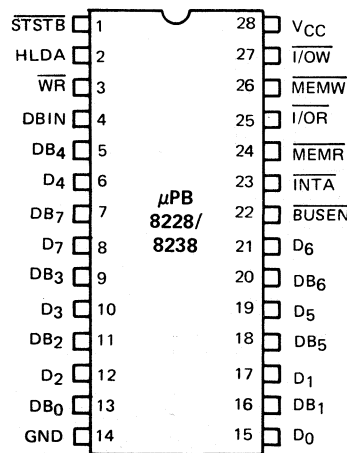 STSTB 1 28 VCC
HLDA 2 27 I/OW
WR 3 26 MEMW
DBIN 4 25 I/OR
DB4 5 24 MEMR
D4 6 23 INTA
DB7 7 22 BUSEN
D7 8 21 D6
DB3 9 20 DB6
D3 10 19 D5
DB2 11 18 DB5
D2 12 17 D1
DB0 13 16 DB1
GND 14 15 D0
µPB
8228/
8238